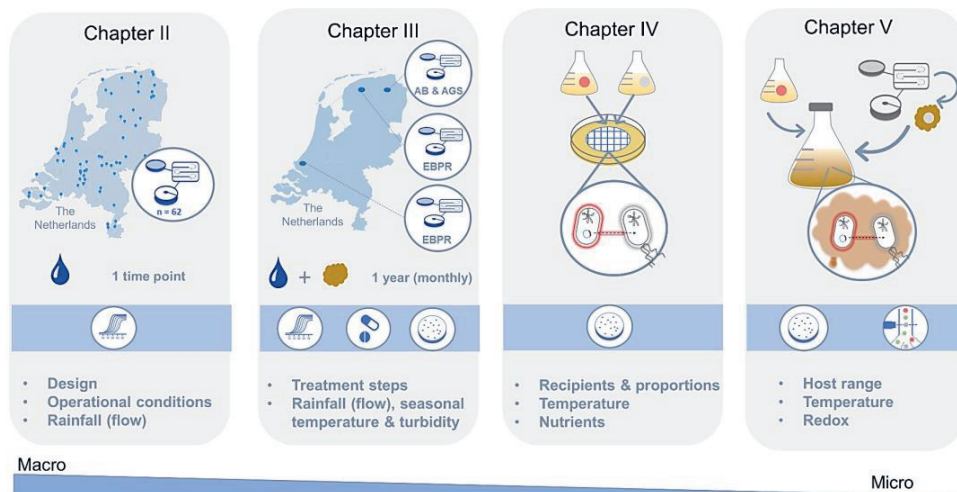 Chapter II
The
Netherlands
n = 62
1 time point
• Design
• Operational conditions
• Rainfall (flow)
Chapter III
AB & AGS
EBPR
The
Netherlands
EBPR
+
1 year (monthly)
• Treatment steps
• Rainfall (flow), seasonal
temperature & turbidity
Chapter IV
• Recipients & proportions
• Temperature
• Nutrients
Chapter V
• Host range
• Temperature
• Redox
Macro
Micro